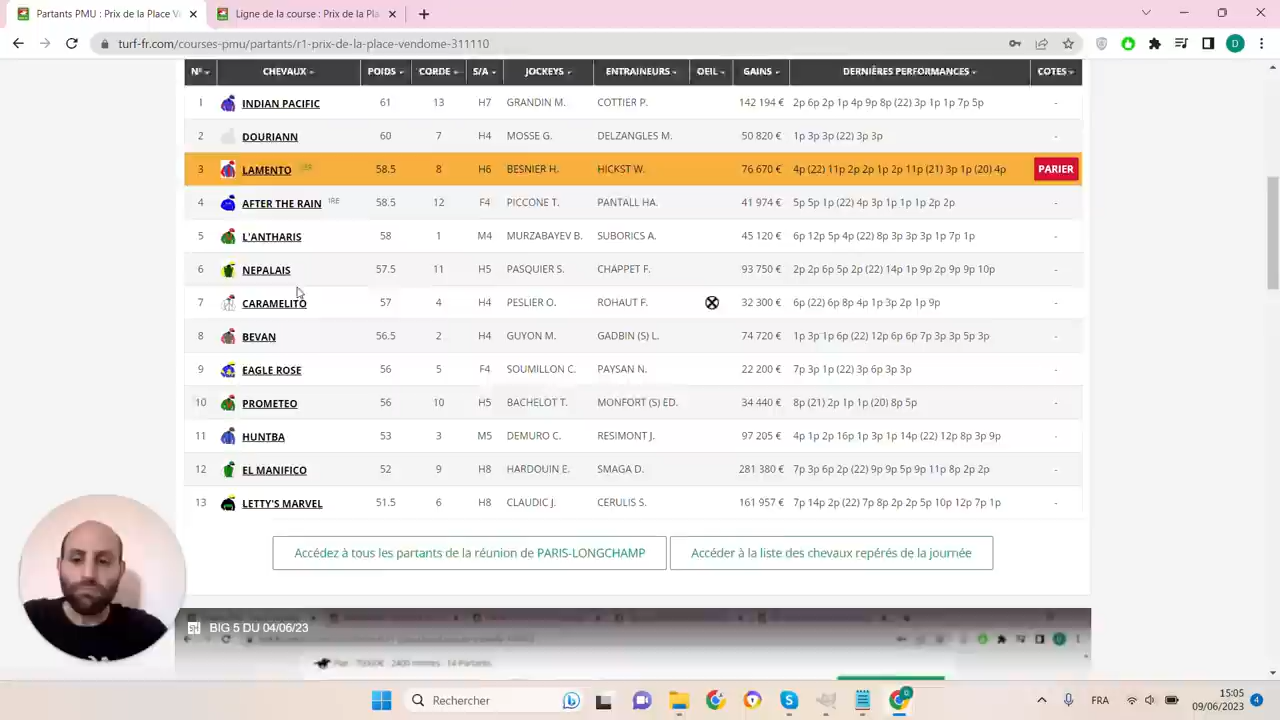 Partants PMU : Prix de la Place V
Ligne de course : Prix de la Pla
turf-fr.com/courses-pmu/partants/r1-prix-de-la-place-vendome-311110
N° CHEVAUX POIDS CORDE S/A JOCKEYS ENTRAINEURS OEIL GAINS DERNIÈRES PERFORMANCES COTES
1 INDIAN PACIFIC 61 13 H7 GRANDIN M. COTTIER P. 142 194 € 2p 6p 2p 1p 4p 9p 8p (22) 3p 1p 1p 7p 5p -
2 DOURIANN 60 7 H4 MOSSE G. DELZANGLES M. 50 820 € 1p 3p 3p (22) 3p 3p -
3 LAMENTO 58.5 8 H6 BESNIER H. HICKST W. 76 670 € 4p (22) 11p 2p 2p 1p 2p 11p (21) 3p 1p (20) 4p PARIER
4 AFTER THE RAIN IRE 58.5 12 F4 PICCONE T. PANTALL HA. 41 974 € 5p 5p 1p (22) 4p 3p 1p 1p 1p 2p 2p -
5 L'ANTHARIS 58 1 M4 MURZABAYEV B. SUBORICS A. 45 120 € 6p 12p 5p 4p (22) 8p 3p 3p 3p 1p 7p 1p -
6 NEPALAIS 57.5 11 H5 PASQUIER S. CHAPPET F. 93 750 € 2p 2p 6p 5p 2p (22) 14p 1p 9p 2p 9p 9p 10p -
7 CARAMELITO 57 4 H4 PESLIER O. ROHAUT F. 32 300 € 6p (22) 6p 8p 4p 1p 3p 2p 1p 9p -
8 BEVAN 56.5 2 H4 GUYON M. GADBIN (S) L. 74 720 € 1p 3p 1p 6p (22) 12p 6p 6p 7p 3p 3p 5p 3p -
9 EAGLE ROSE 56 5 F4 SOUMILLON C. PAYSAN N. 22 200 € 7p 3p 1p (22) 3p 6p 3p 3p -
10 PROMETEO 56 10 H5 BACHELOT T. MONFORT (S) ED. 34 440 € 8p (21) 2p 1p 1p (20) 8p 5p -
11 HUNTBA 53 3 M5 DEMURO C. RESIMONT J. 97 205 € 4p 1p 2p 16p 1p 3p 1p 14p (22) 12p 8p 3p 9p -
12 EL MANIFICO 52 9 H8 HARDOUIN E. SMAGA D. 281 380 € 7p 3p 6p 2p (22) 9p 9p 5p 9p 11p 8p 2p 2p -
13 LETTY'S MARVEL 51.5 6 H8 CLAUDIC J. CERULIS S. 161 957 € 7p 14p 2p (22) 7p 8p 2p 2p 5p 10p 12p 7p 1p -
Accédez à tous les partants de la réunion de PARIS-LONGCHAMP
Accéder à la liste des chevaux repérés de la journée
BIG 5 DU 04/06/23
2400 mètres 14 Partants
Rechercher
FRA
15:05
09/06/2023
4